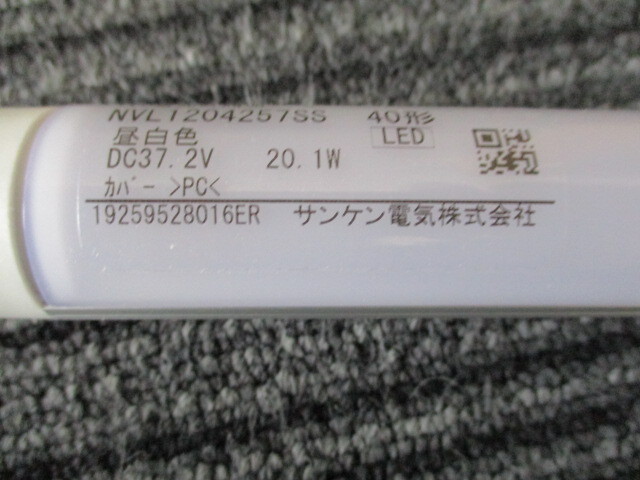 NVL1204257SS 40形
昼白色 LED
DC37.2V 20.1W
ｶﾊﾞｰ >PC<
19259528016ER サンケン電気株式会社